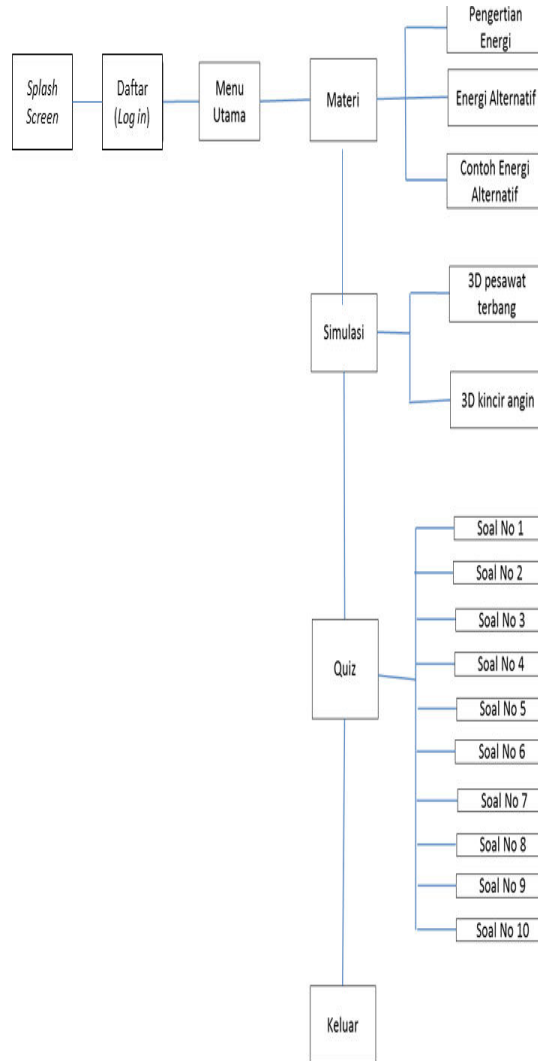 Splash
Screen
Daftar
(Log in)
Menu
Utama
Materi
Pengertian
Energi
Energi Alternatif
Contoh Energi
Alternatif
Simulasi
3D pesawat
terbang
3D kincir angin
Quiz
Soal No 1
Soal No 2
Soal No 3
Soal No 4
Soal No 5
Soal No 6
Soal No 7
Soal No 8
Soal No 9
Soal No 10
Keluar